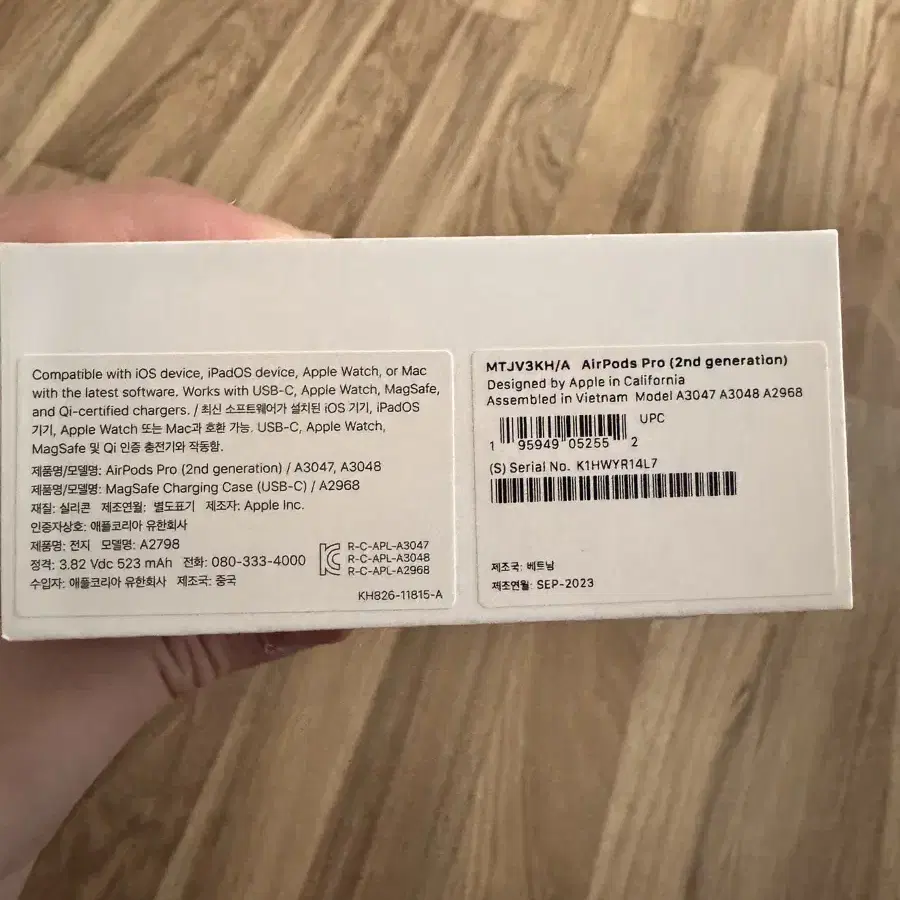 Compatible with iOS device, iPadOS device, Apple Watch, or Mac
with the latest software. Works with USB-C, Apple Watch, MagSafe,
and Qi-certified chargers. / 최신 소프트웨어가 설치된 iOS 기기, iPadOS
기기, Apple Watch 또는 Mac과 호환 가능. USB-C, Apple Watch,
MagSafe 및 Qi 인증 충전기와 작동함.
제품명/모델명: AirPods Pro (2nd generation) / A3047, A3048
제품명/모델명: MagSafe Charging Case (USB-C) / A2968
재질: 실리콘 제조연월: 별도표기 제조자: Apple Inc.
인증자상호: 애플코리아 유한회사
제품명: 전지 모델명: A2798
정격: 3.82 Vdc 523 mAh 전화: 080-333-4000
수입자: 애플코리아 유한회사 제조국: 중국
R-C-APL-A3047
R-C-APL-A3048
R-C-APL-A2968
KH826-11815-A
MTJV3KH/A AirPods Pro (2nd generation)
Designed by Apple in California
Assembled in Vietnam Model A3047 A3048 A2968
UPC
1 95949 05255 2
(S) Serial No. K1HWYR14L7
제조국: 베트남
제조연월: SEP-2023